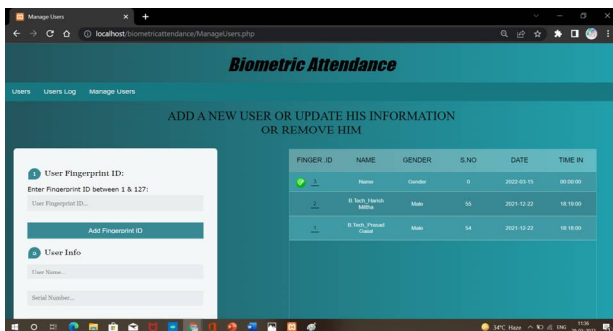 Manage Users
localhost/biometricattendance/ManageUsers.php
Biometric Attendance
Users Users Log Manage Users
ADD A NEW USER OR UPDATE HIS INFORMATION
OR REMOVE HIM
1 User Fingerprint ID:
Enter Fingerprint ID between 1 & 127:
User Fingerprint ID...
Add Fingerprint ID
User Info
User Name...
Serial Number...
FINGER .ID NAME GENDER S.NO DATE TIME IN
3 Name Gender 0 2022-03-15 00:00:00
2 B.Tech_Harish
Male 55 2021-12-22 18:19:00
1 B.Tech_Prasad
Male 54 2021-12-22 18:18:00
34°C Haze ENG 11:36